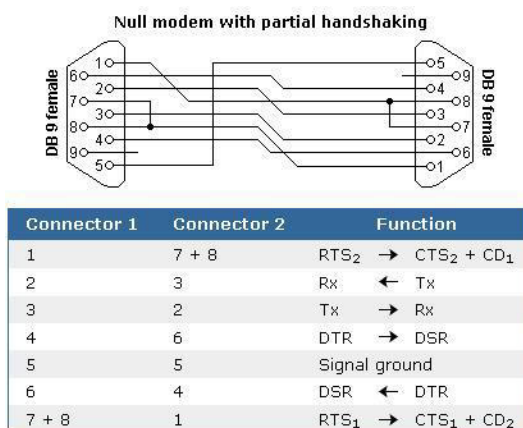 Null modem with partial handshaking
DB 9 female
1
6
2
7
3
8
4
9
5
5
9
4
8
3
7
2
6
1
DB 9 female
Connector 1 Connector 2 Function
1 7 + 8 RTS₂ → CTS₂ + CD₁
2 3 Rx ← Tx
3 2 Tx → Rx
4 6 DTR → DSR
5 5 Signal ground
6 4 DSR ← DTR
7 + 8 1 RTS₁ → CTS₁ + CD₂